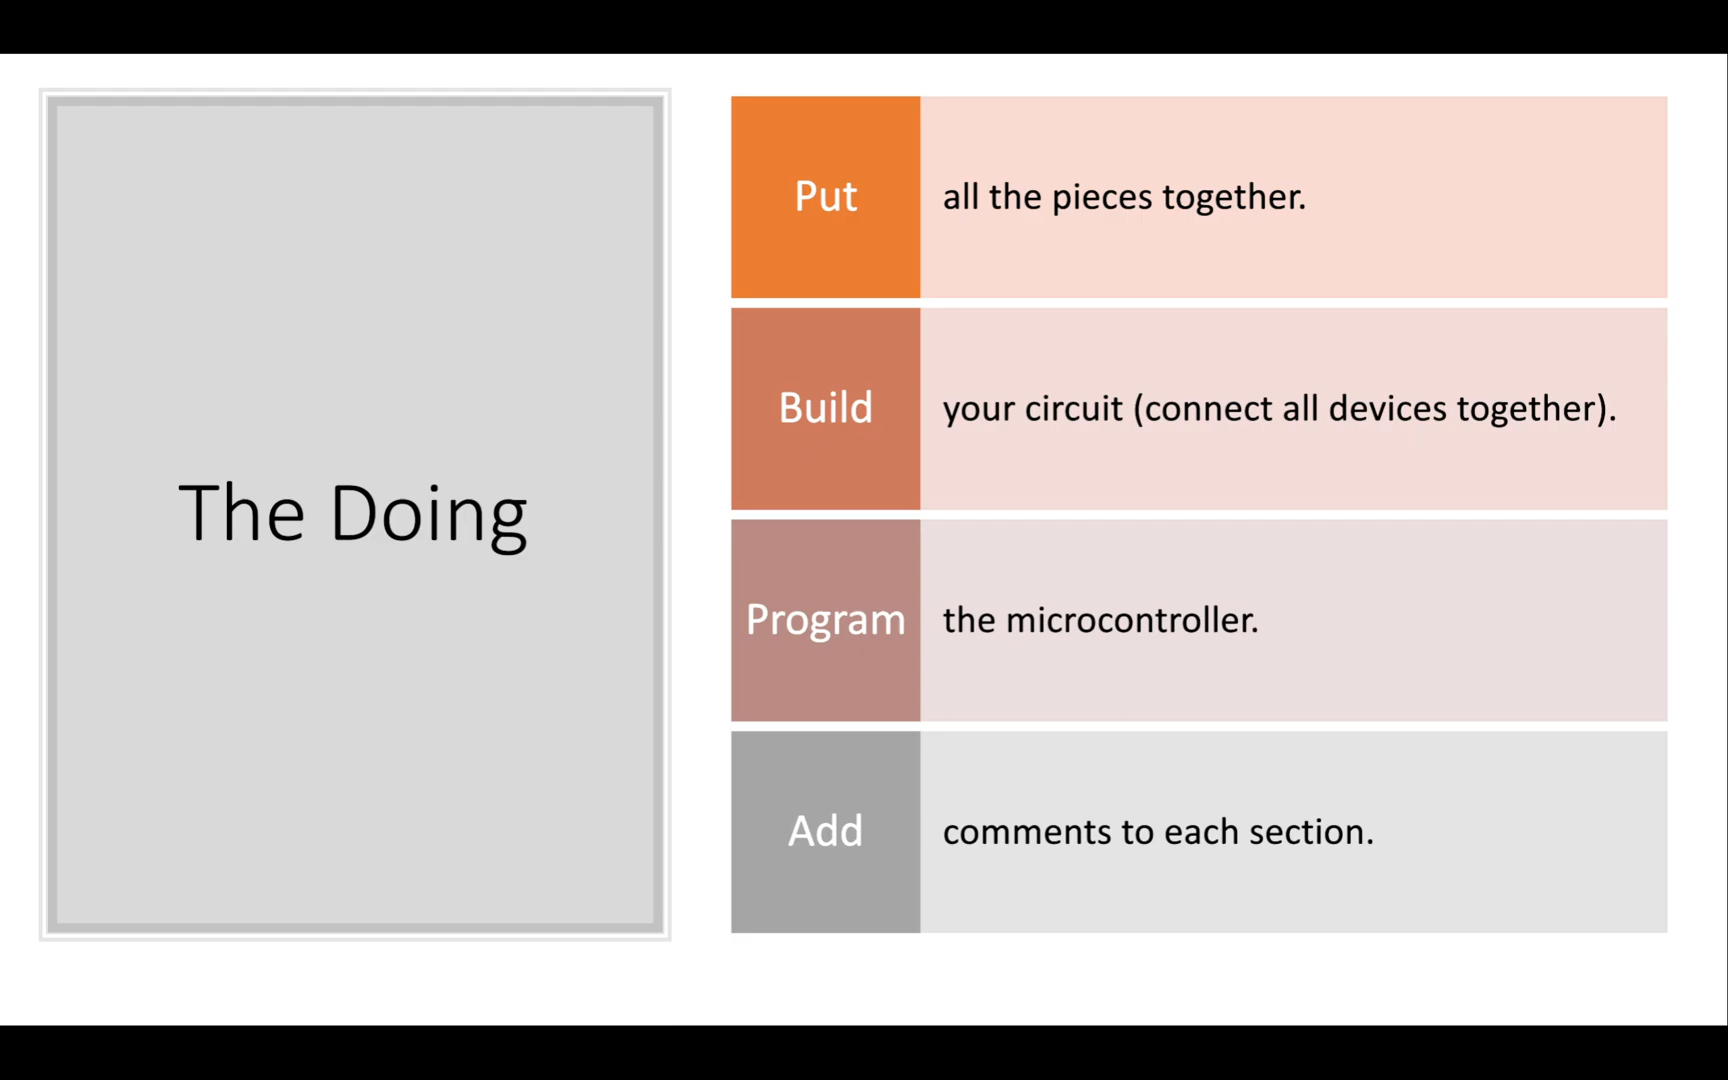 The Doing
Put
all the pieces together.
Build
your circuit (connect all devices together).
Program
the microcontroller.
Add
comments to each section.